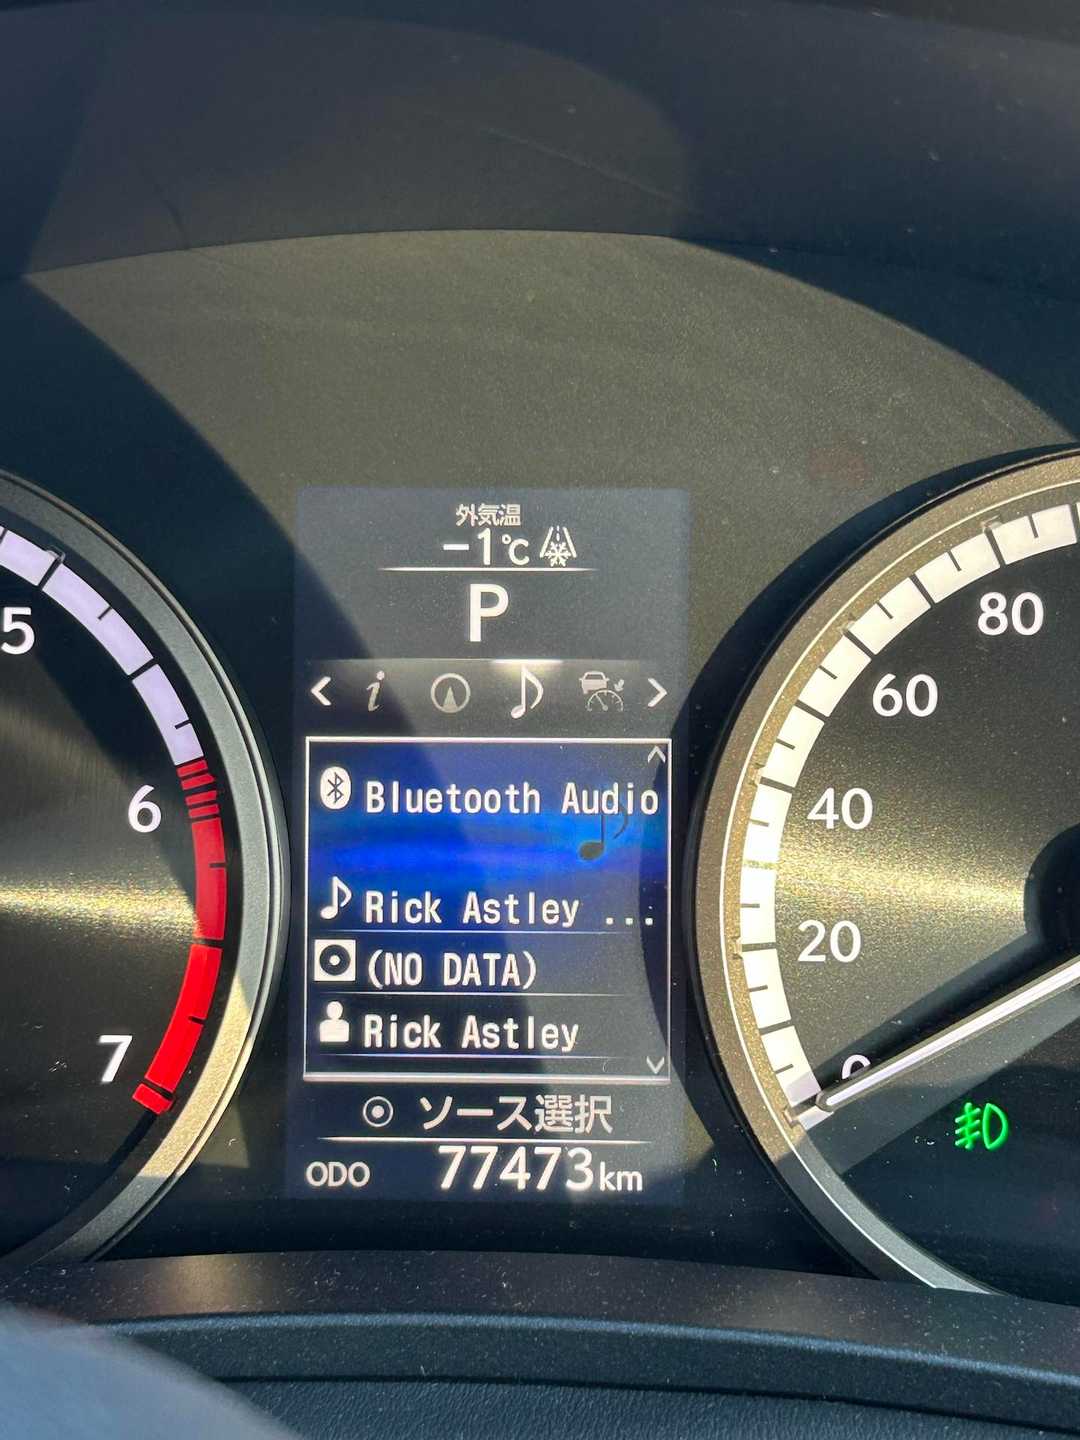 外気温
-1℃
P
i
Bluetooth Audio
Rick Astley ...
(NO DATA)
Rick Astley
ソース選択
ODO 77473km
5
6
7
80
60
40
20
0